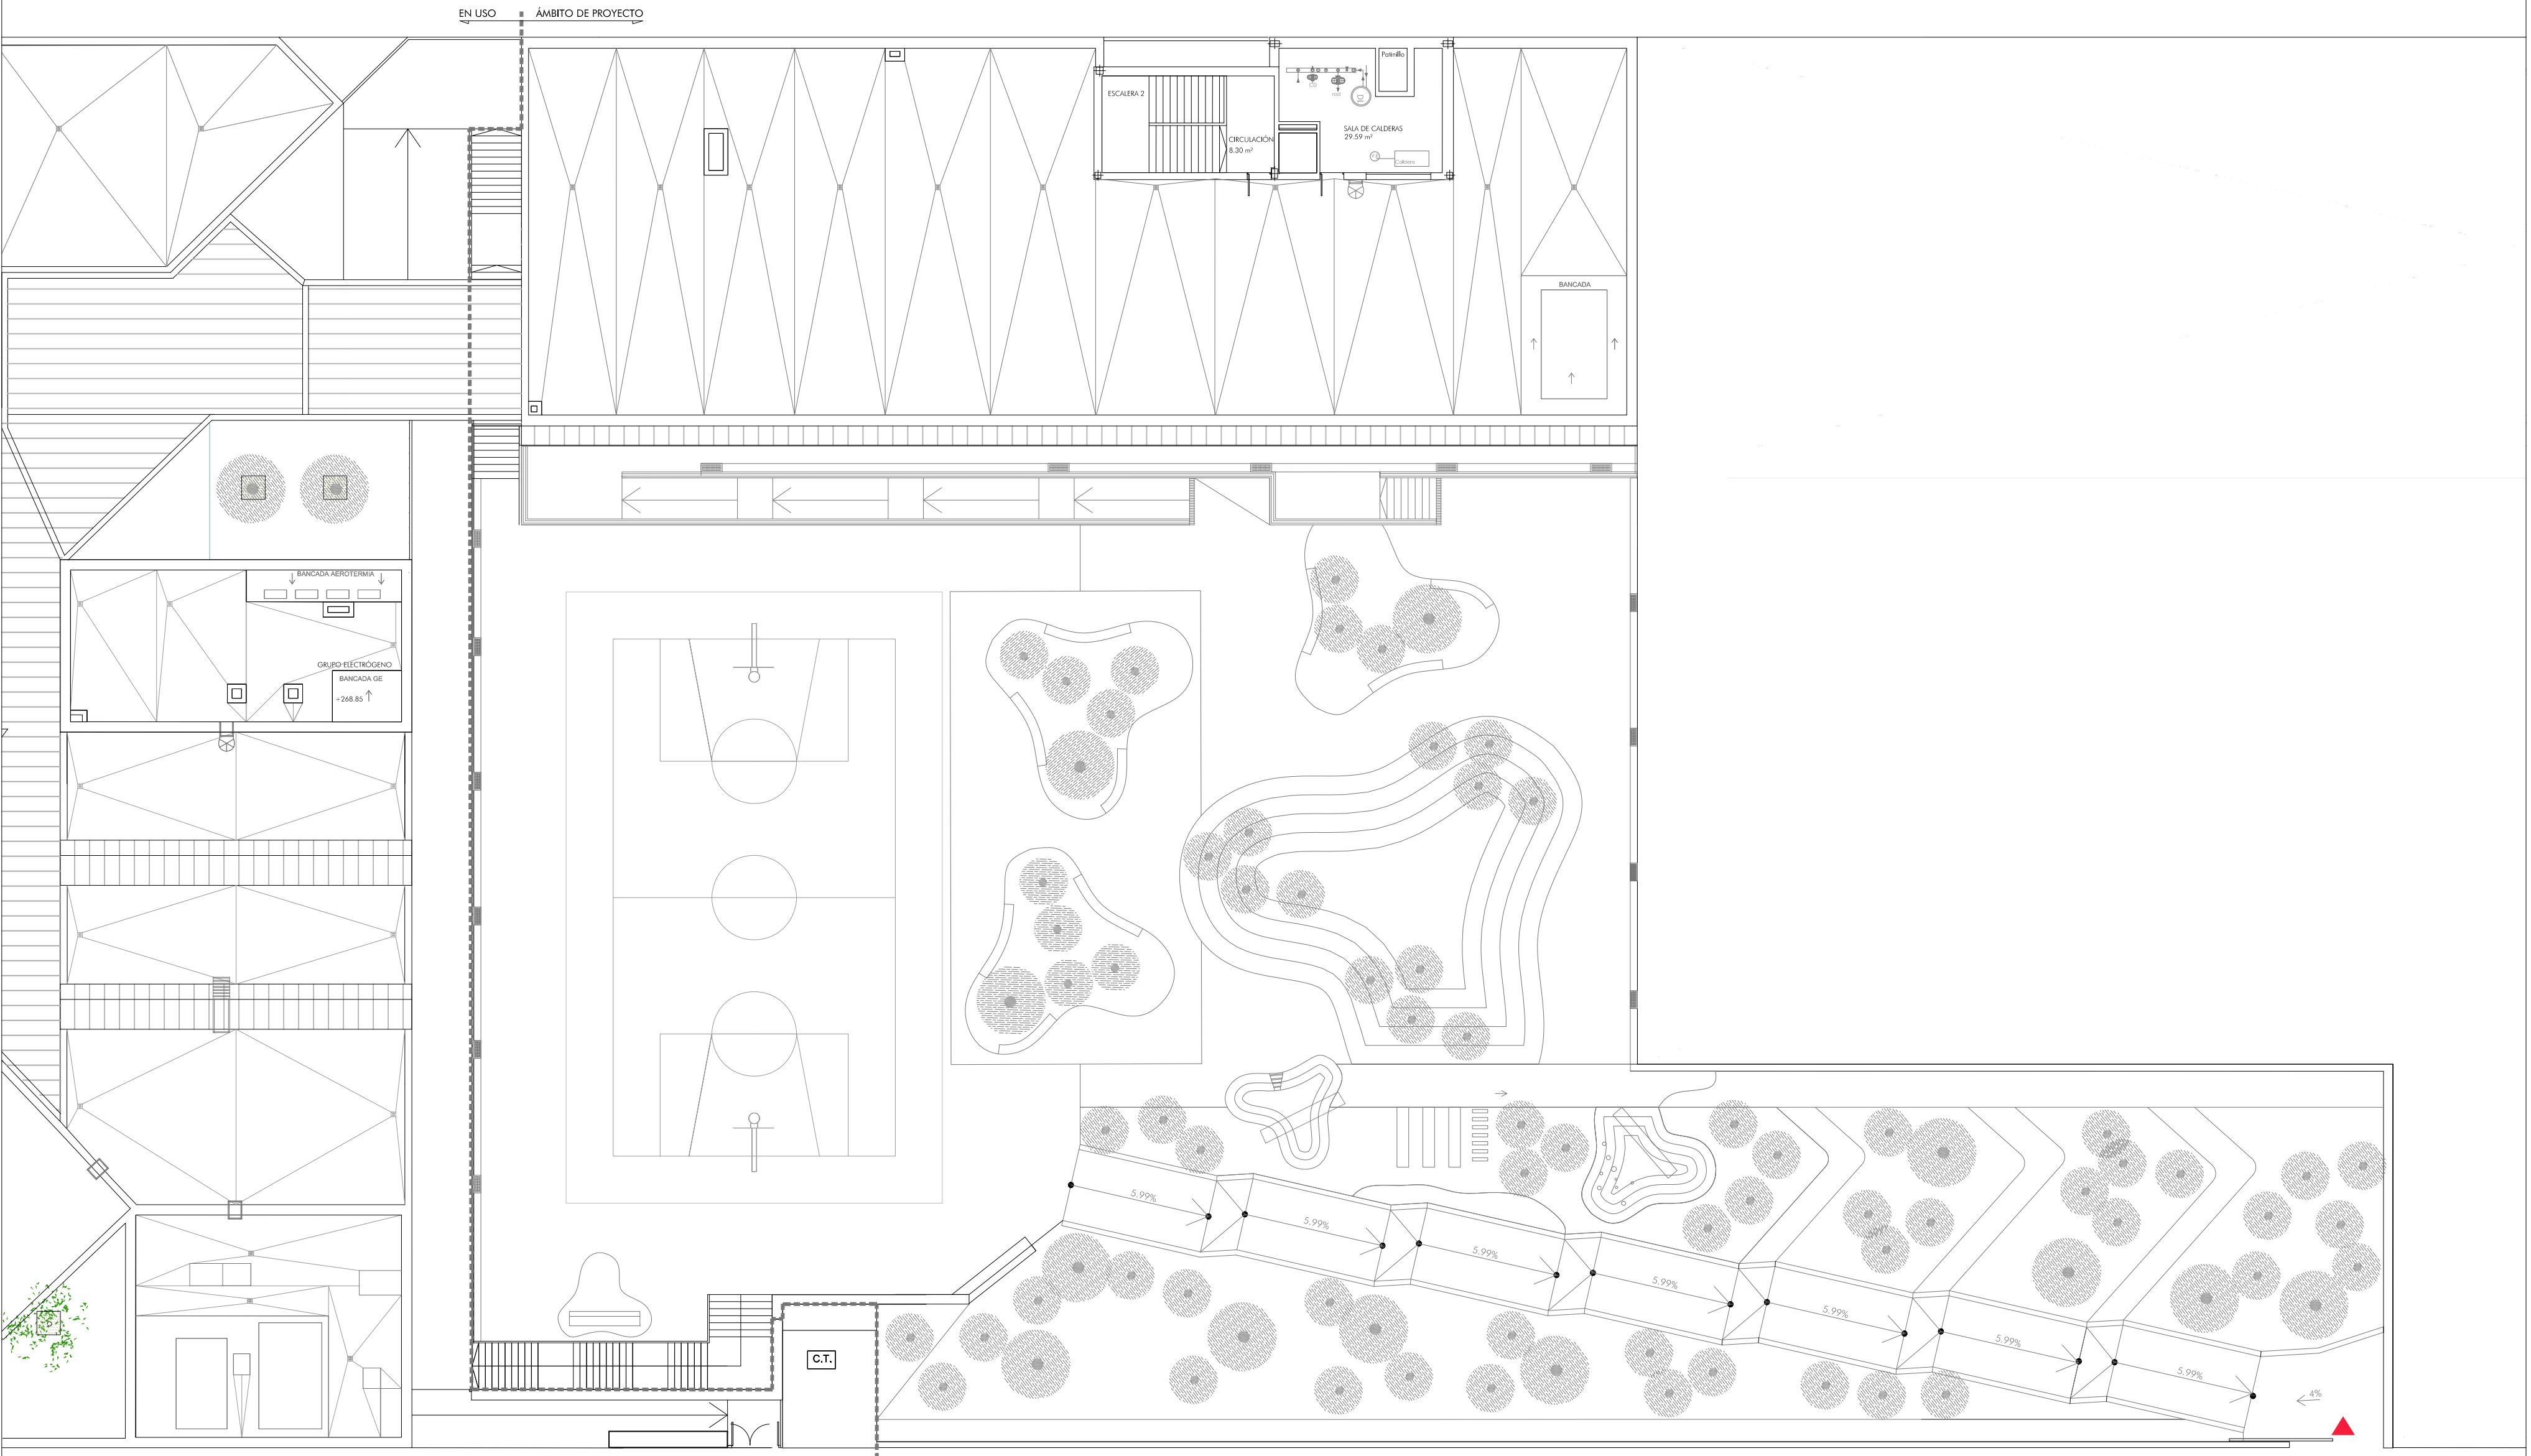 EN USO
ÁMBITO DE PROYECTO
Patinillo
ESCALERA 2
CIRCULACIÓN
8.30 m²
SALA DE CALDERAS
29.59 m²
Caldera
BANCADA
BANCADA AEROTERMIA
GRUPO ELECTRÓGENO
BANCADA GE
+268.85
5.99%
5.99%
5.99%
5.99%
5.99%
5.99%
5.99%
4%
C.T.